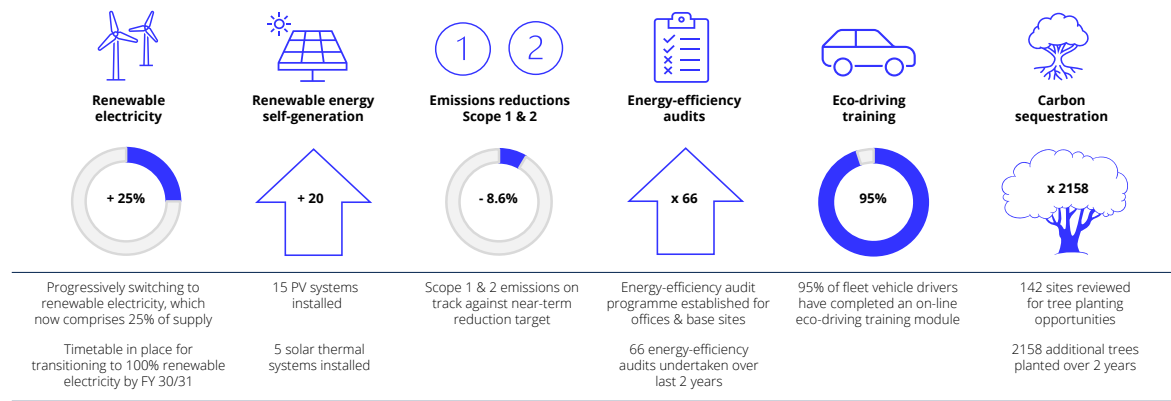 1 2
Renewable
electricity
Renewable energy
self-generation
Emissions reductions
Scope 1 & 2
Energy-efficiency
audits
Eco-driving
training
Carbon
sequestration
+ 25%
+ 20
- 8.6%
x 66
95%
x 2158
Progressively switching to
renewable electricity, which
now comprises 25% of supply
Timetable in place for
transitioning to 100% renewable
electricity by FY 30/31
15 PV systems
installed
5 solar thermal
systems installed
Scope 1 & 2 emissions on
track against near-term
reduction target
Energy-efficiency audit
programme established for
offices & base sites
66 energy-efficiency
audits undertaken over
last 2 years
95% of fleet vehicle drivers
have completed an on-line
eco-driving training module
142 sites reviewed
for tree planting
opportunities
2158 additional trees
planted over 2 years